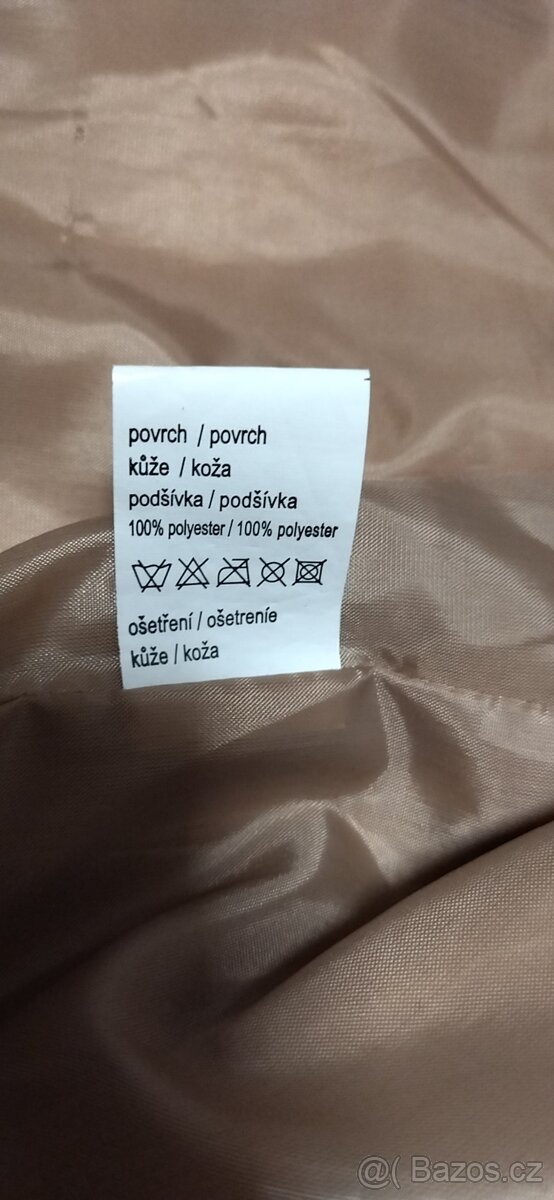 povrch / povrch
kůže / koža
podšívka / podšívka
100% polyester / 100% polyester
ošetření / ošetrenie
kůže / koža
@( Bazos.cz